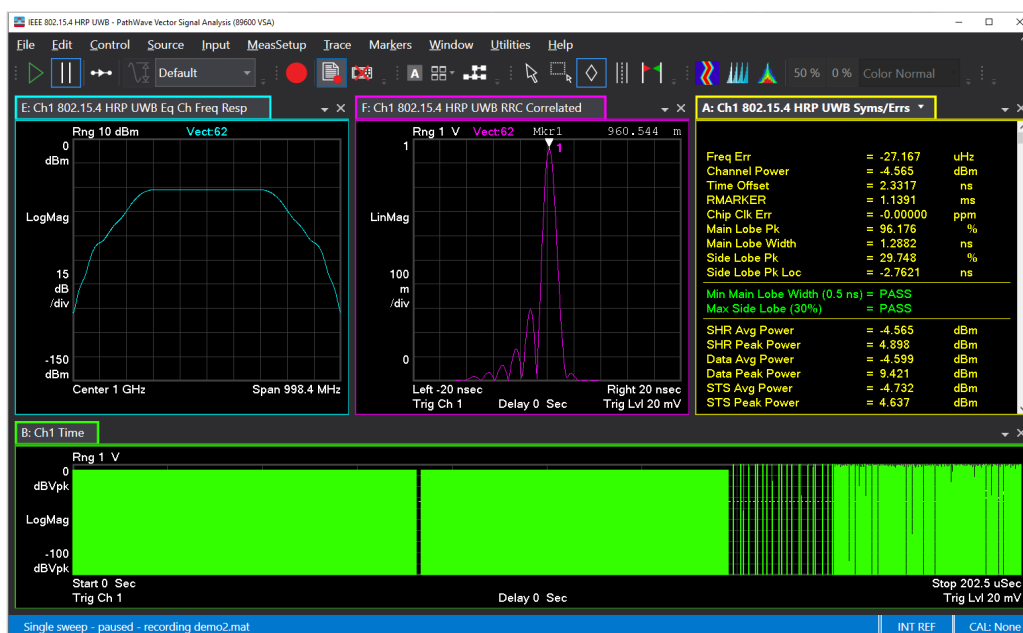 IEEE 802.15.4 HRP UWB - PathWave Vector Signal Analysis (89600 VSA)
File Edit Control Source Input MeasSetup Trace Markers Window Utilities Help
Default A 50 % 0 % Color Normal
E: Ch1 802.15.4 HRP UWB Eq Ch Freq Resp
Rng 10 dBm Vect:62
0
dBm
LogMag
15
dB
/div
-150
dBm
Center 1 GHz Span 998.4 MHz
F: Ch1 802.15.4 HRP UWB RRC Correlated
Rng 1 V Vect:62 Mkr1 960.544 m
1
1
LinMag
100
m
/div
0
Left -20 nsec Right 20 nsec
Trig Ch 1 Delay 0 Sec Trig Lvl 20 mV
A: Ch1 802.15.4 HRP UWB Syms/Errs
Freq Err = -27.167 uHz
Channel Power = -4.565 dBm
Time Offset = 2.3317 ns
RMARKER = 1.1391 ms
Chip Clk Err = -0.00000 ppm
Main Lobe Pk = 96.176 %
Main Lobe Width = 1.2882 ns
Side Lobe Pk = 29.748 %
Side Lobe Pk Loc = -2.7621 ns
Min Main Lobe Width (0.5 ns) = PASS
Max Side Lobe (30%) = PASS
SHR Avg Power = -4.565 dBm
SHR Peak Power = 4.898 dBm
Data Avg Power = -4.599 dBm
Data Peak Power = 9.421 dBm
STS Avg Power = -4.732 dBm
STS Peak Power = 4.637 dBm
B: Ch1 Time
Rng 1 V
0
dBVpk
LogMag
-100
dBVpk
Start 0 Sec Stop 202.5 uSec
Trig Ch 1 Delay 0 Sec Trig Lvl 20 mV
Single sweep - paused - recording demo2.mat INT REF CAL: None